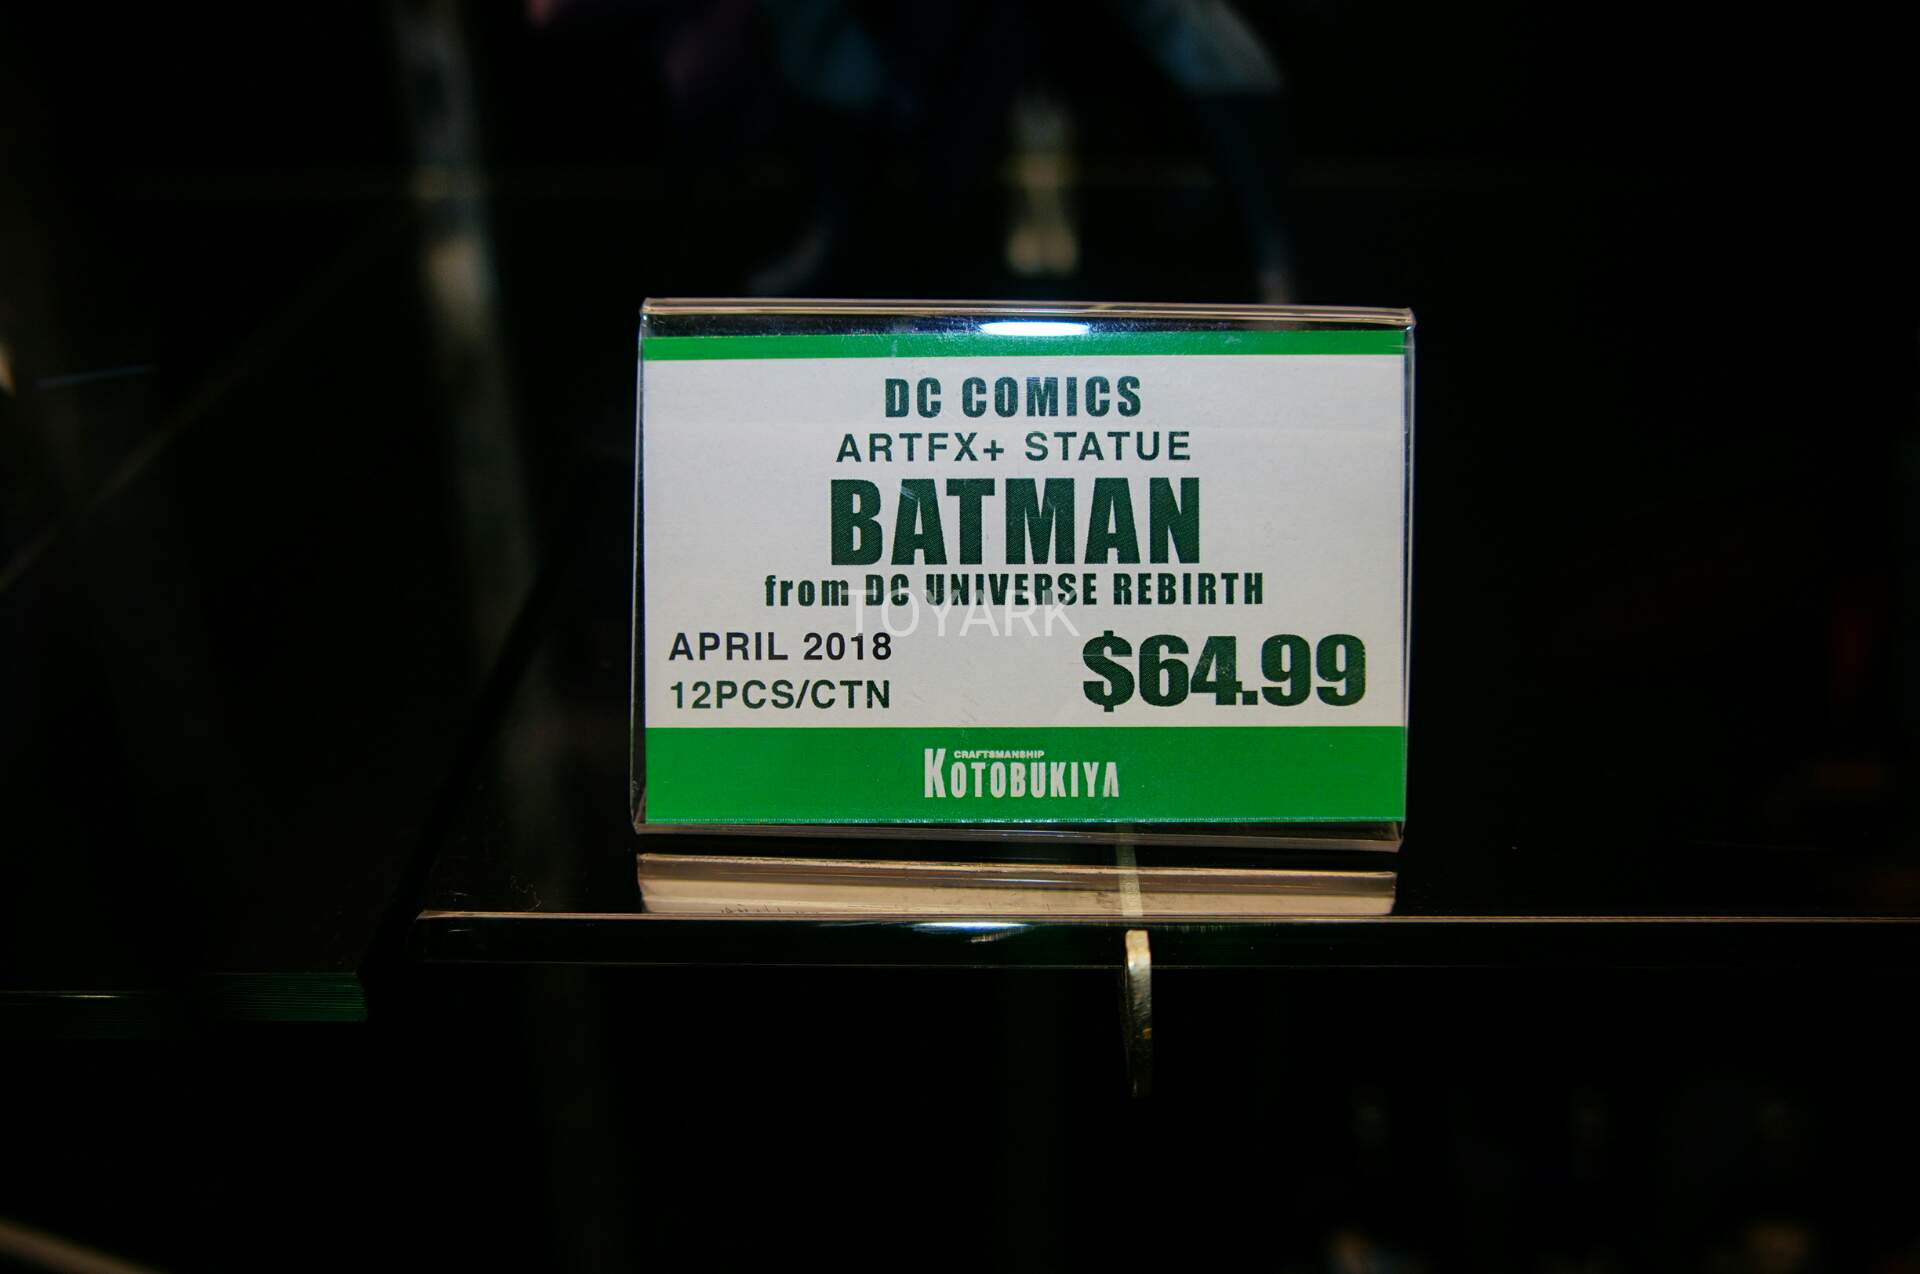 DC COMICS
ARTFX+ STATUE
BATMAN
from DC UNIVERSE REBIRTH
TOYARK
APRIL 2018
12PCS/CTN
$64.99
CRAFTSMANSHIP
KOTOBUKIYA